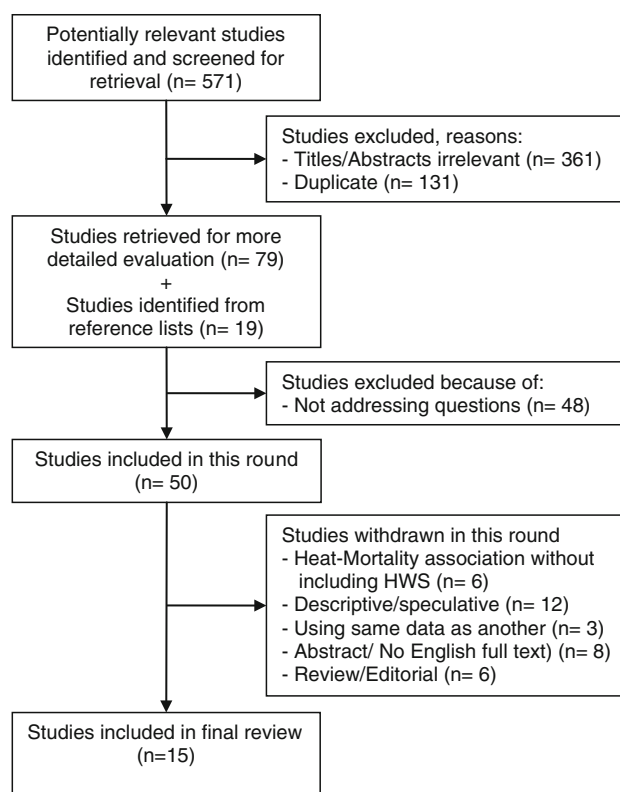 Potentially relevant studies
identified and screened for
retrieval (n= 571)
Studies excluded, reasons:
- Titles/Abstracts irrelevant (n= 361)
- Duplicate (n= 131)
Studies retrieved for more
detailed evaluation (n= 79)
+
Studies identified from
reference lists (n= 19)
Studies excluded because of:
- Not addressing questions (n= 48)
Studies included in this round
(n= 50)
Studies withdrawn in this round
- Heat-Mortality association without
including HWS (n= 6)
- Descriptive/speculative (n= 12)
- Using same data as another (n= 3)
- Abstract/ No English full text) (n= 8)
- Review/Editorial (n= 6)
Studies included in final review
(n=15)